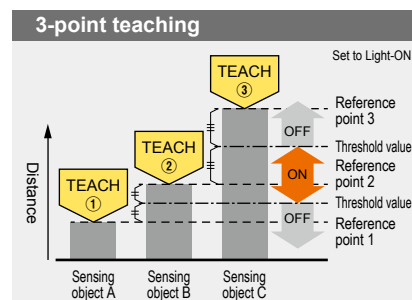 3-point teaching
Set to Light-ON
TEACH
③
Reference
point 3
OFF
TEACH
②
Threshold value
ON
Reference
point 2
TEACH
①
Threshold value
OFF
Reference
point 1
Distance
Sensing
object A
Sensing
object B
Sensing
object C